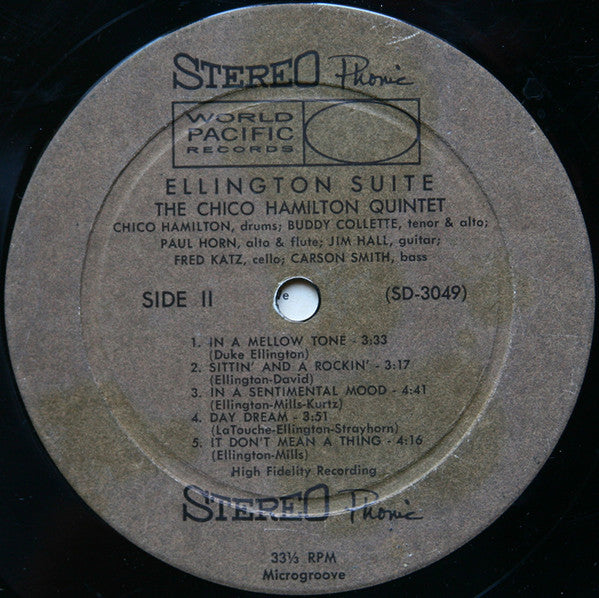 STEREO Phonic
WORLD
PACIFIC
RECORDS
ELLINGTON SUITE
THE CHICO HAMILTON QUINTET
CHICO HAMILTON, drums; BUDDY COLLETTE, tenor & alto;
PAUL HORN, alto & flute; JIM HALL, guitar;
FRED KATZ, cello; CARSON SMITH, bass
SIDE II
(SD-3049)
1. IN A MELLOW TONE - 3:33
(Duke Ellington)
2. SITTIN' AND A ROCKIN' - 3:17
(Ellington-David)
3. IN A SENTIMENTAL MOOD - 4:41
(Ellington-Mills-Kurtz)
4. DAY DREAM - 3:51
(LaTouche-Ellington-Strayhorn)
5. IT DON'T MEAN A THING - 4:16
(Ellington-Mills)
High Fidelity Recording
STEREO Phonic
33⅓ RPM
Microgroove